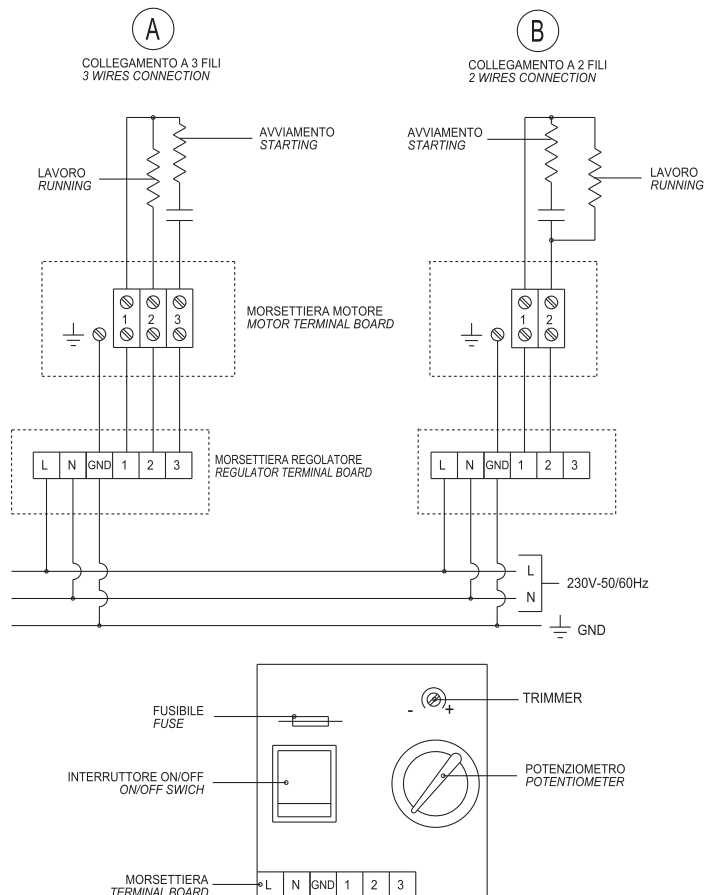 A
COLLEGAMENTO A 3 FILI
3 WIRES CONNECTION
AVVIAMENTO
STARTING
LAVORO
RUNNING
1 2 3
MORSETTIERA MOTORE
MOTOR TERMINAL BOARD
L N GND 1 2 3
MORSETTIERA REGOLATORE
REGULATOR TERMINAL BOARD
B
COLLEGAMENTO A 2 FILI
2 WIRES CONNECTION
AVVIAMENTO
STARTING
LAVORO
RUNNING
1 2
L N GND 1 2 3
L
N
230V-50/60Hz
GND
FUSIBILE
FUSE
- +
TRIMMER
INTERRUTTORE ON/OFF
ON/OFF SWICH
POTENZIOMETRO
POTENTIOMETER
MORSETTIERA
TERMINAL BOARD
L N GND 1 2 3